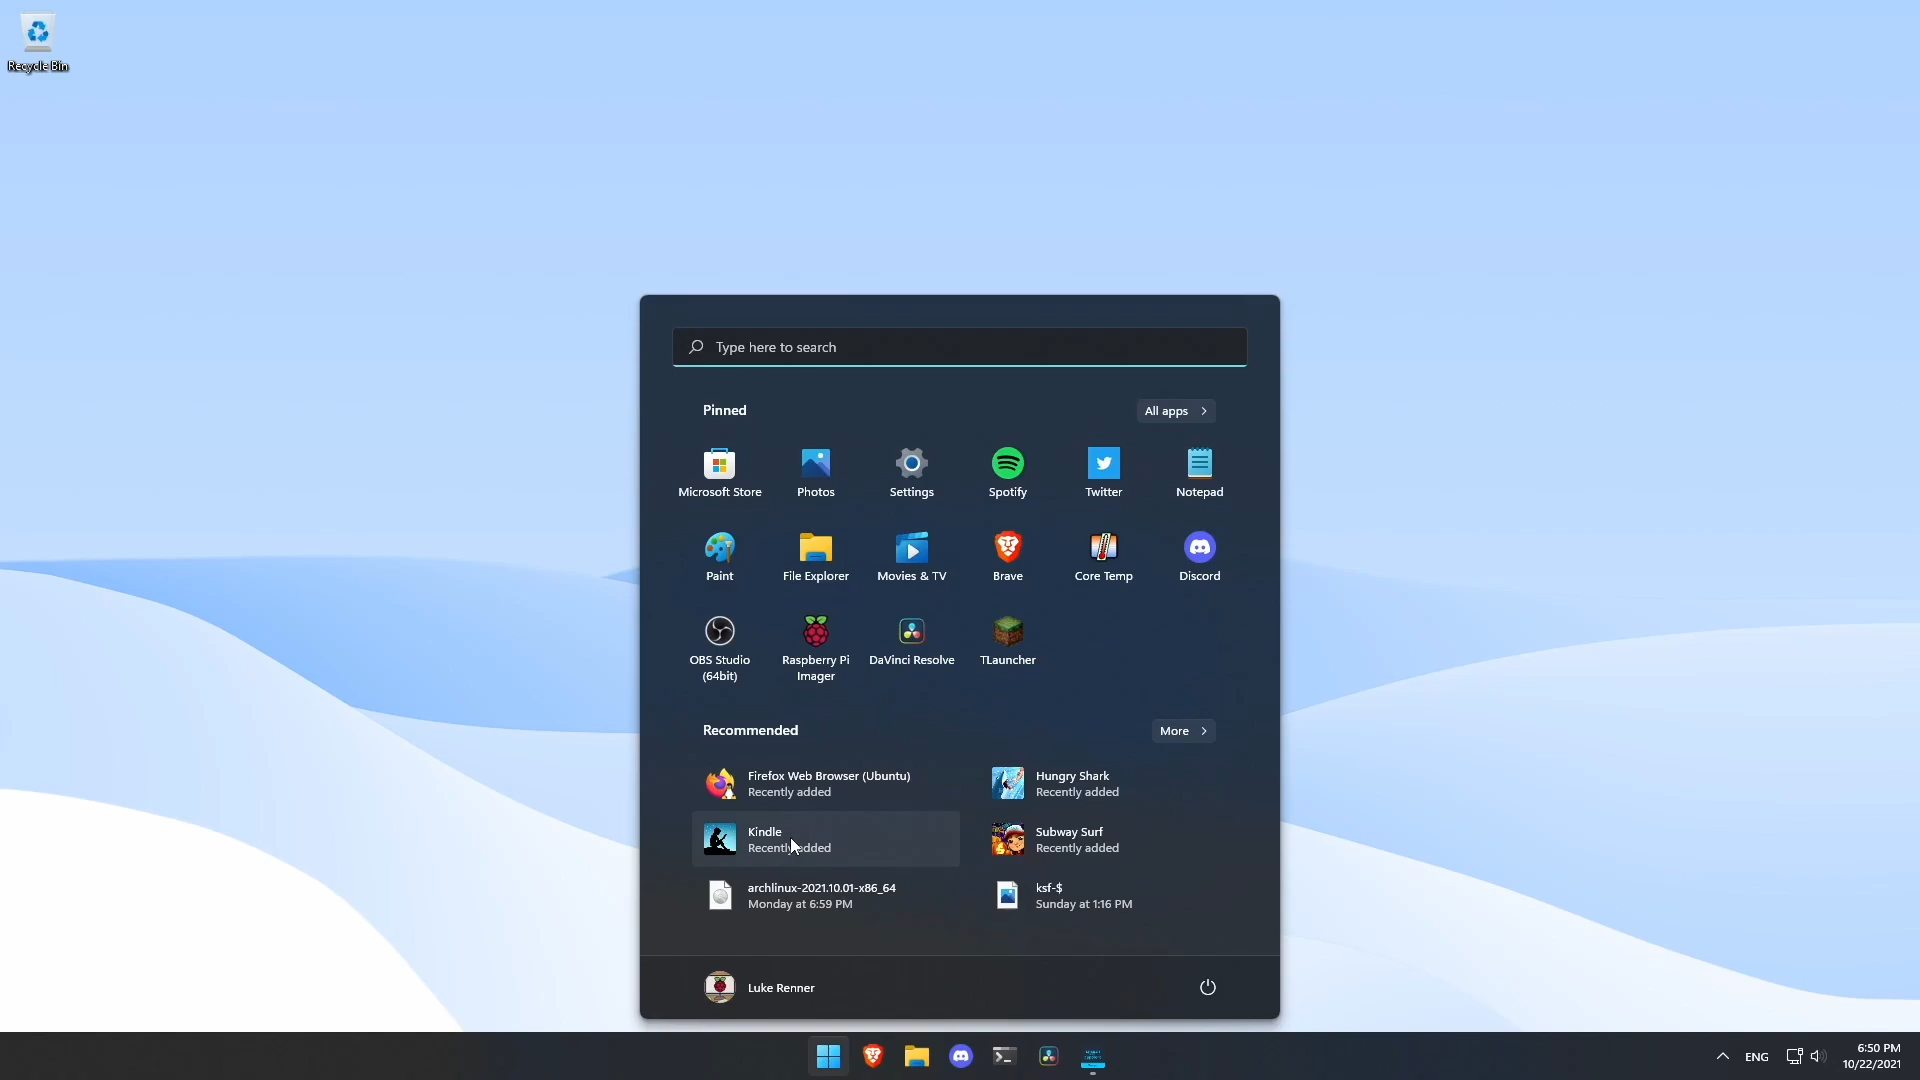 Recycle Bin
Type here to search
Pinned
All apps
Microsoft Store
Photos
Settings
Spotify
Twitter
Notepad
Paint
File Explorer
Movies & TV
Brave
Core Temp
Discord
OBS Studio
(64bit)
Raspberry Pi
Imager
DaVinci Resolve
TLauncher
Recommended
More
Firefox Web Browser (Ubuntu)
Recently added
Hungry Shark
Recently added
Kindle
Recently added
Subway Surf
Recently added
archlinux-2021.10.01-x86_64
Monday at 6:59 PM
ksf-$
Sunday at 1:16 PM
Luke Renner
ENG
6:50 PM
10/22/2021